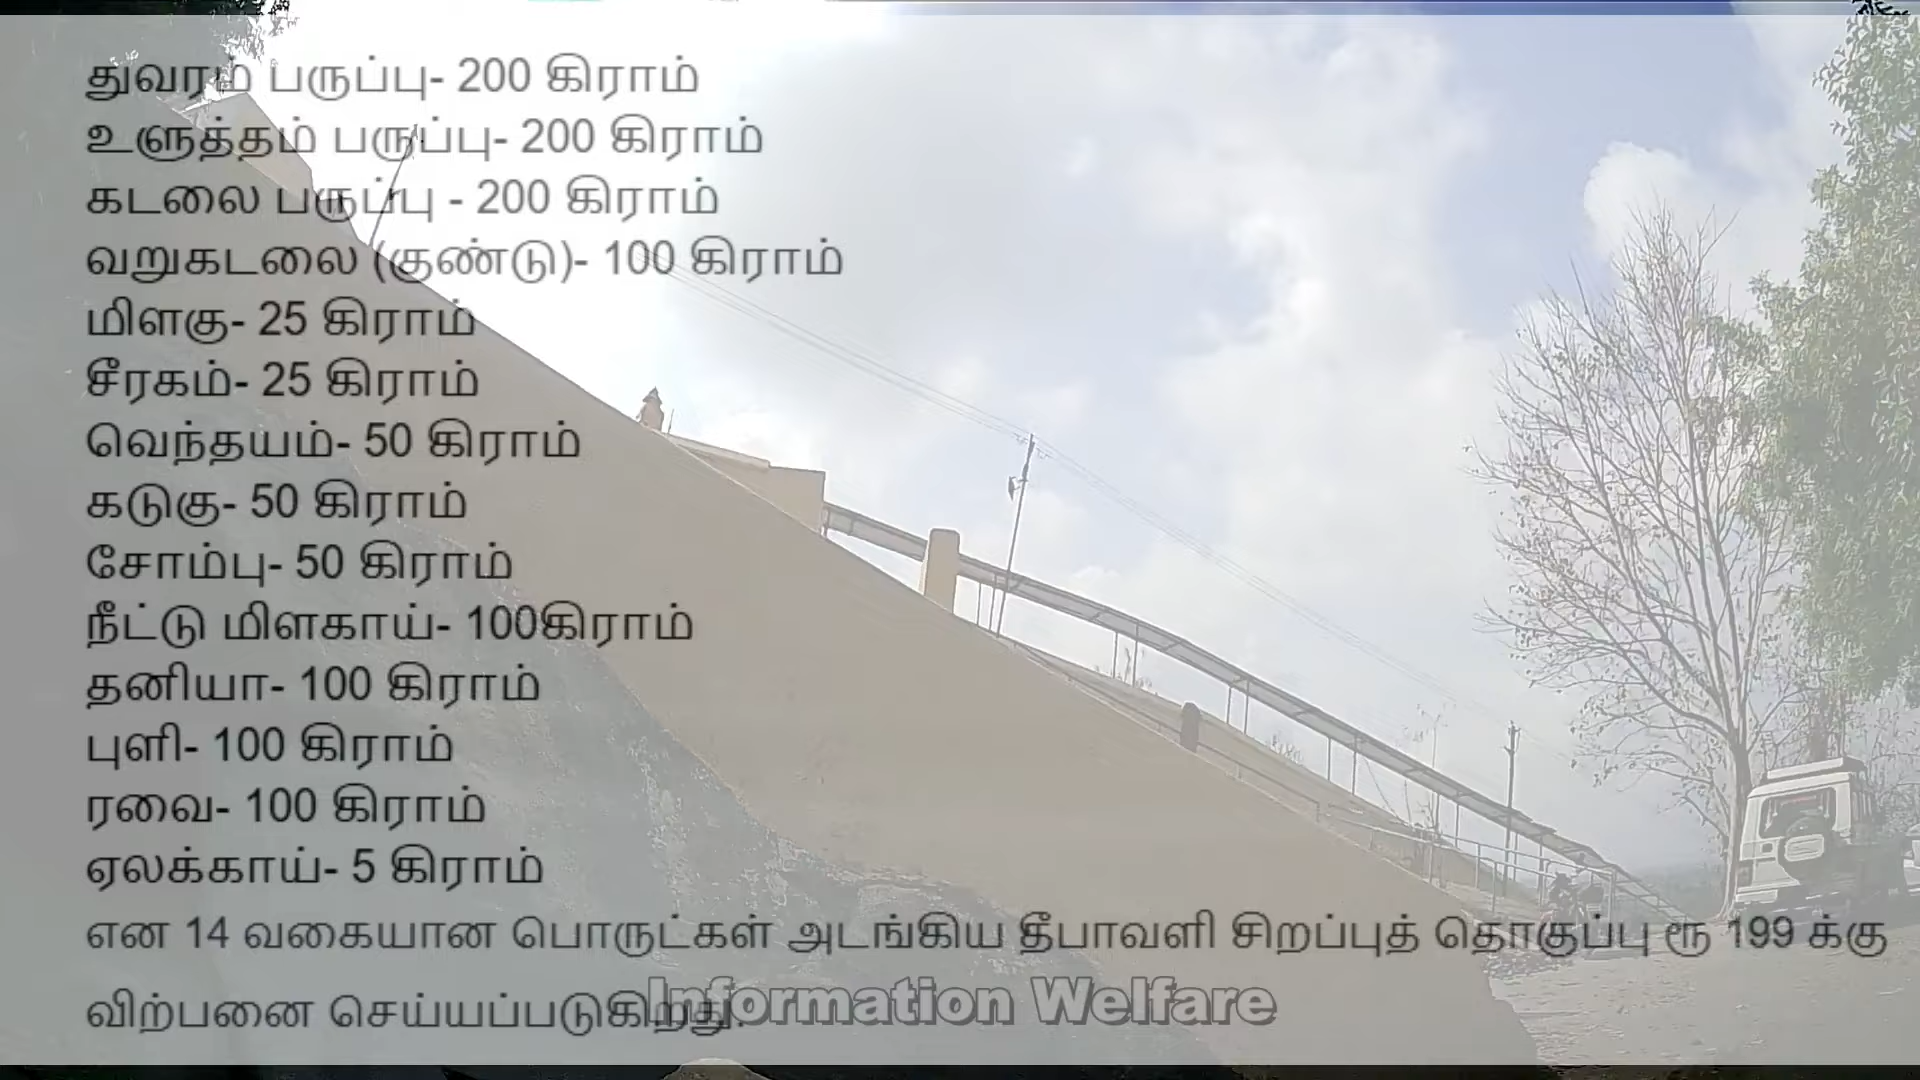 துவரம் பருப்பு- 200 கிராம்
உளுத்தம் பருப்பு- 200 கிராம்
கடலை பருப்பு - 200 கிராம்
வறுகடலை (குண்டு)- 100 கிராம்
மிளகு- 25 கிராம்
சீரகம்- 25 கிராம்
வெந்தயம்- 50 கிராம்
கடுகு- 50 கிராம்
சோம்பு- 50 கிராம்
நீட்டு மிளகாய்- 100கிராம்
தனியா- 100 கிராம்
புளி- 100 கிராம்
ரவை- 100 கிராம்
ஏலக்காய்- 5 கிராம்
என 14 வகையான பொருட்கள் அடங்கிய தீபாவளி சிறப்புத் தொகுப்பு ரூ 199 க்கு
விற்பனை செய்யப்படுகிறது.
Information Welfare